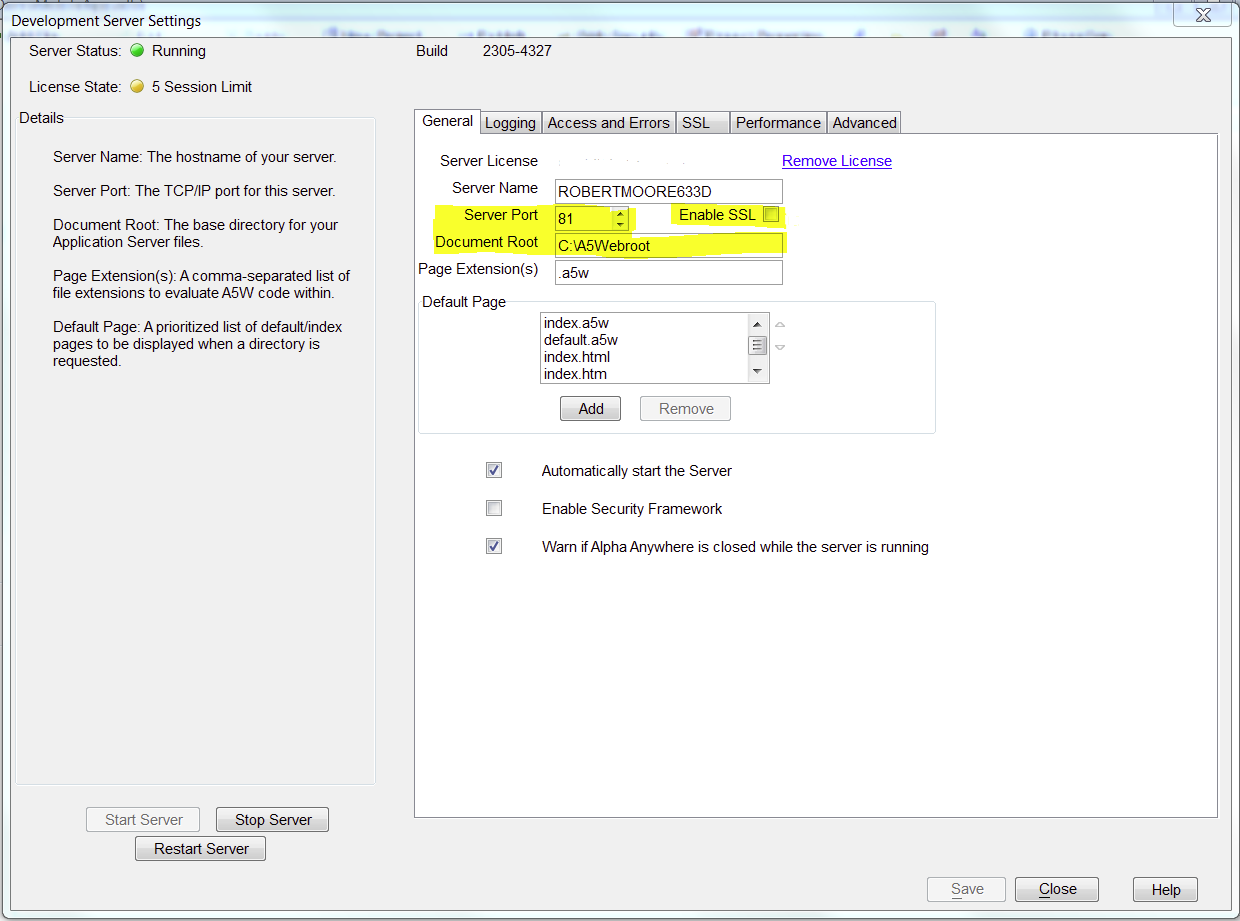 Development Server Settings
Server Status: Running
Build 2305-4327
License State: 5 Session Limit
Details
Server Name: The hostname of your server.
Server Port: The TCP/IP port for this server.
Document Root: The base directory for your
Application Server files.
Page Extension(s): A comma-separated list of
file extensions to evaluate A5W code within.
Default Page: A prioritized list of default/index
pages to be displayed when a directory is
requested.
Start Server Stop Server
Restart Server
General Logging Access and Errors SSL Performance Advanced
Server License Remove License
Server Name ROBERTMOORE633D
Server Port 81 Enable SSL
Document Root C:\A5Webroot
Page Extension(s) .a5w
Default Page
index.a5w
default.a5w
index.html
index.htm
Add Remove
Automatically start the Server
Enable Security Framework
Warn if Alpha Anywhere is closed while the server is running
Save Close Help